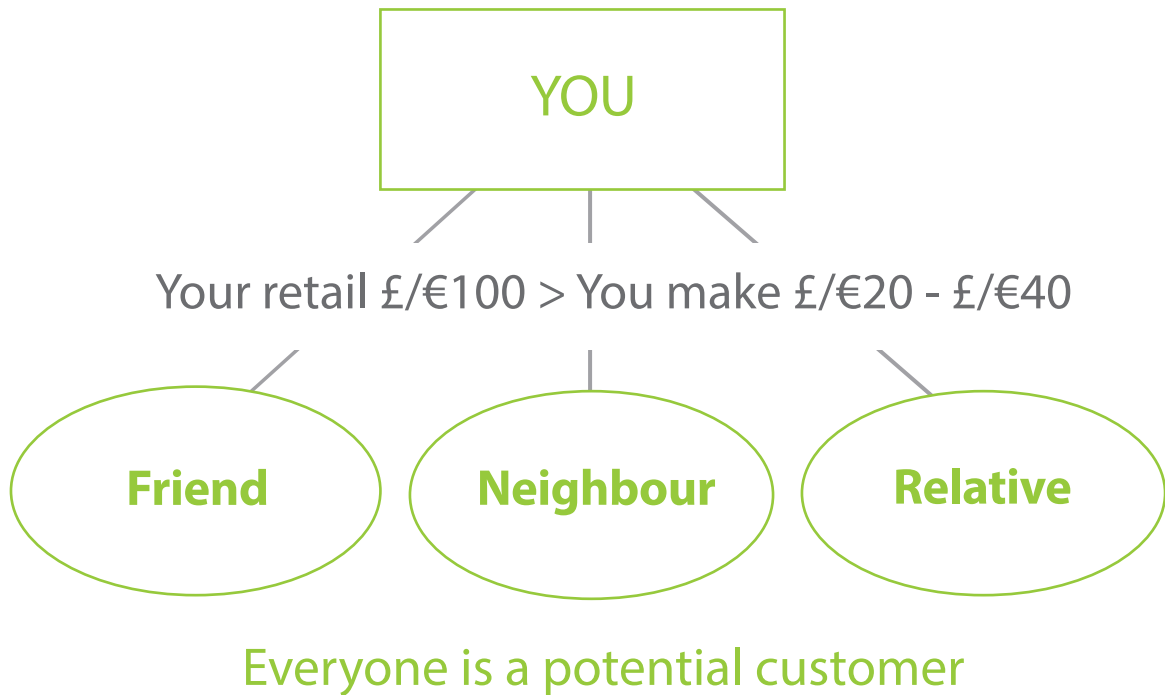 YOU
Your retail £/€100 > You make £/€20 - £/€40
Friend
Neighbour
Relative
Everyone is a potential customer